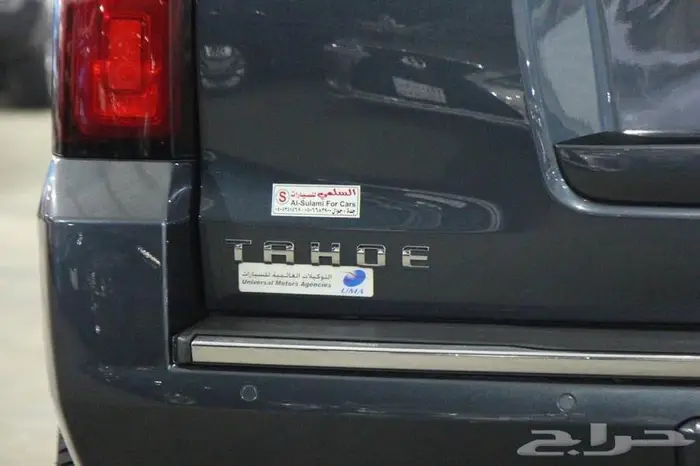 السلمي للسيارات
S
Al-Sulami For Cars
TAHOE
التوكيلات العالمية للسيارات
Universal Motors Agencies
UMA
حراج